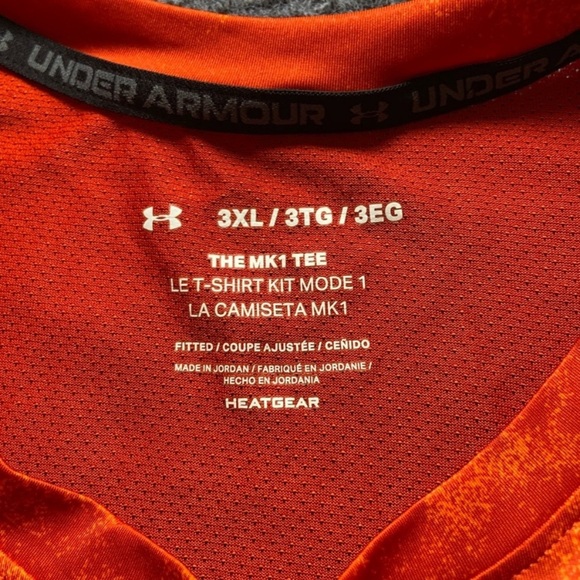 UNDER ARMOUR UNDER
3XL / 3TG / 3EG
THE MK1 TEE
LE T-SHIRT KIT MODE 1
LA CAMISETA MK1
FITTED / COUPE AJUSTÉE / CEÑIDO
MADE IN JORDAN / FABRIQUÉ EN JORDANIE /
HECHO EN JORDANIA
HEATGEAR